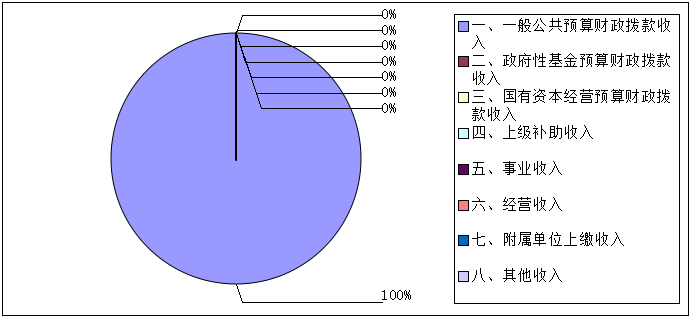 0%
0%
0%
0%
0%
0%
0%
100%
一、一般公共预算财政拨款收
入
二、政府性基金预算财政拨款
收入
三、国有资本经营预算财政拨
款收入
四、上级补助收入
五、事业收入
六、经营收入
七、附属单位上缴收入
八、其他收入